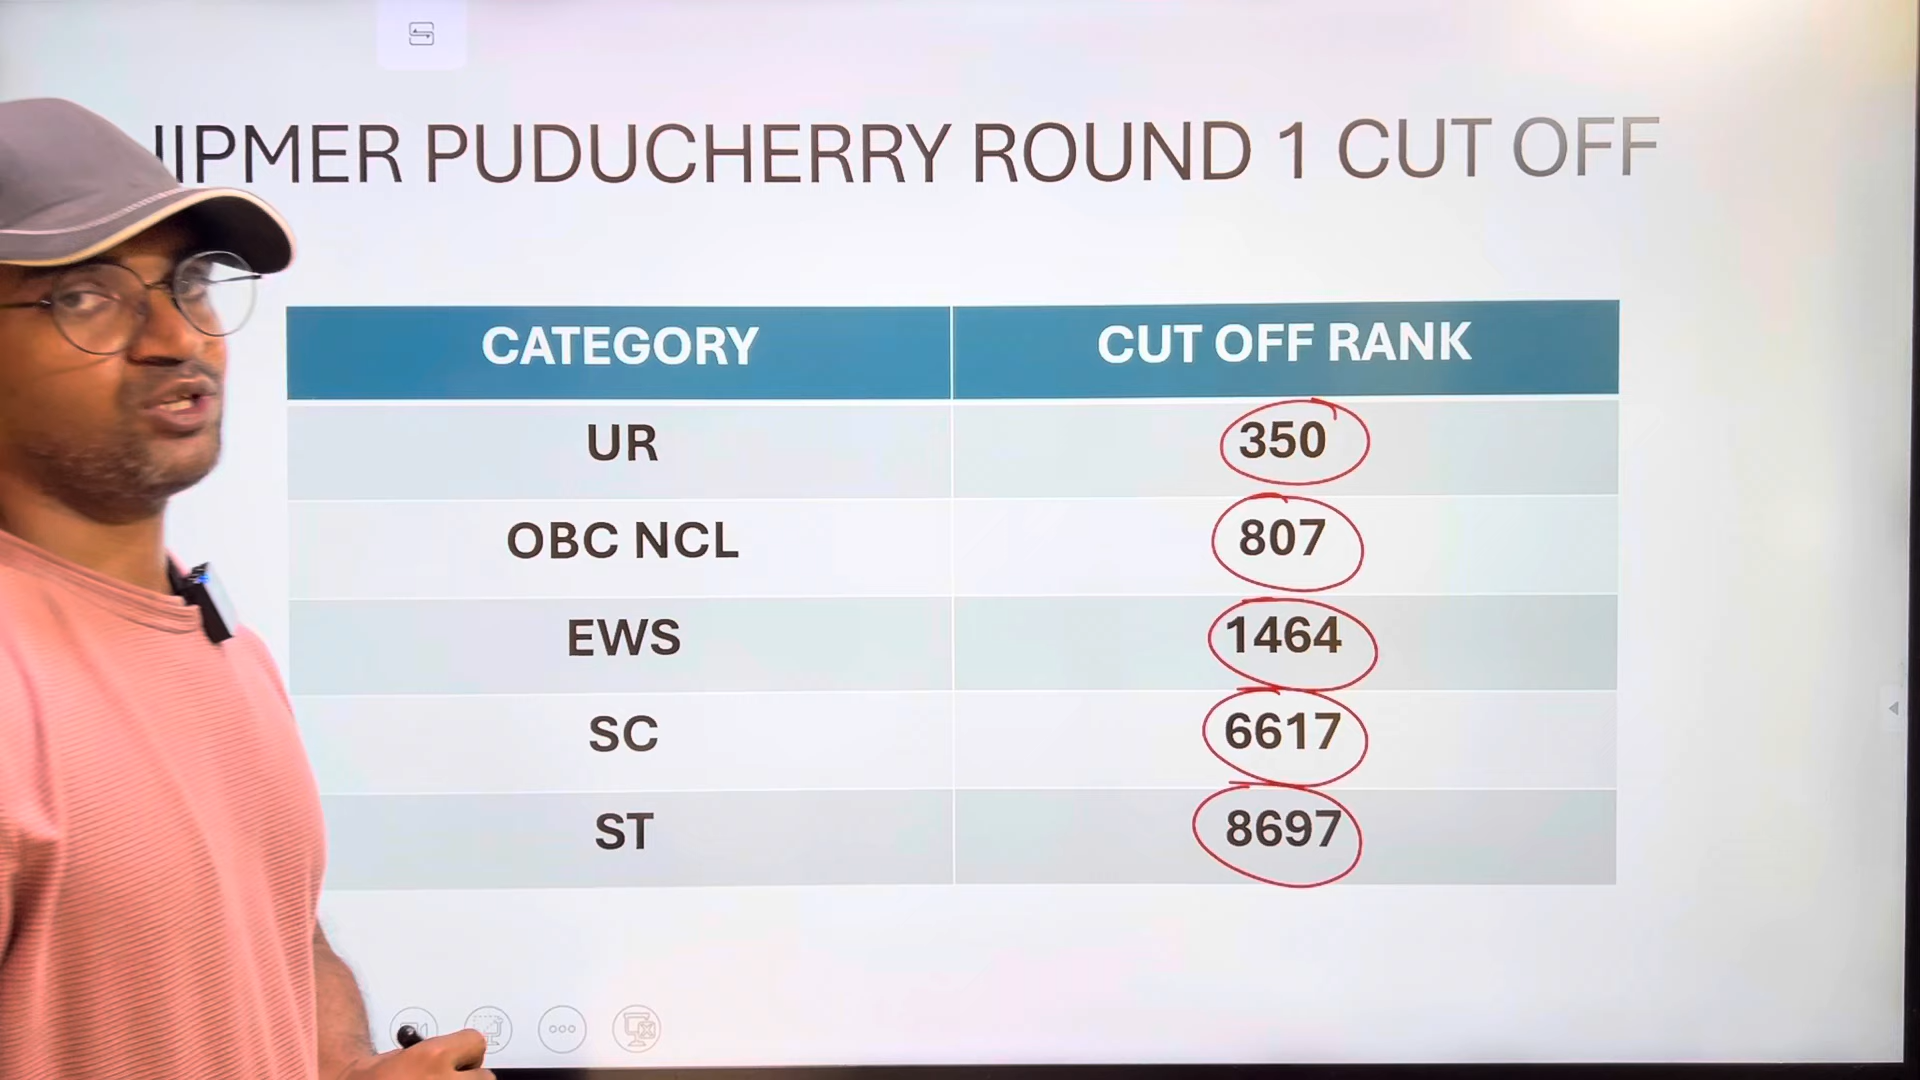 JIPMER PUDUCHERRY ROUND 1 CUT OFF
CATEGORY CUT OFF RANK
UR 350
OBC NCL 807
EWS 1464
SC 6617
ST 8697